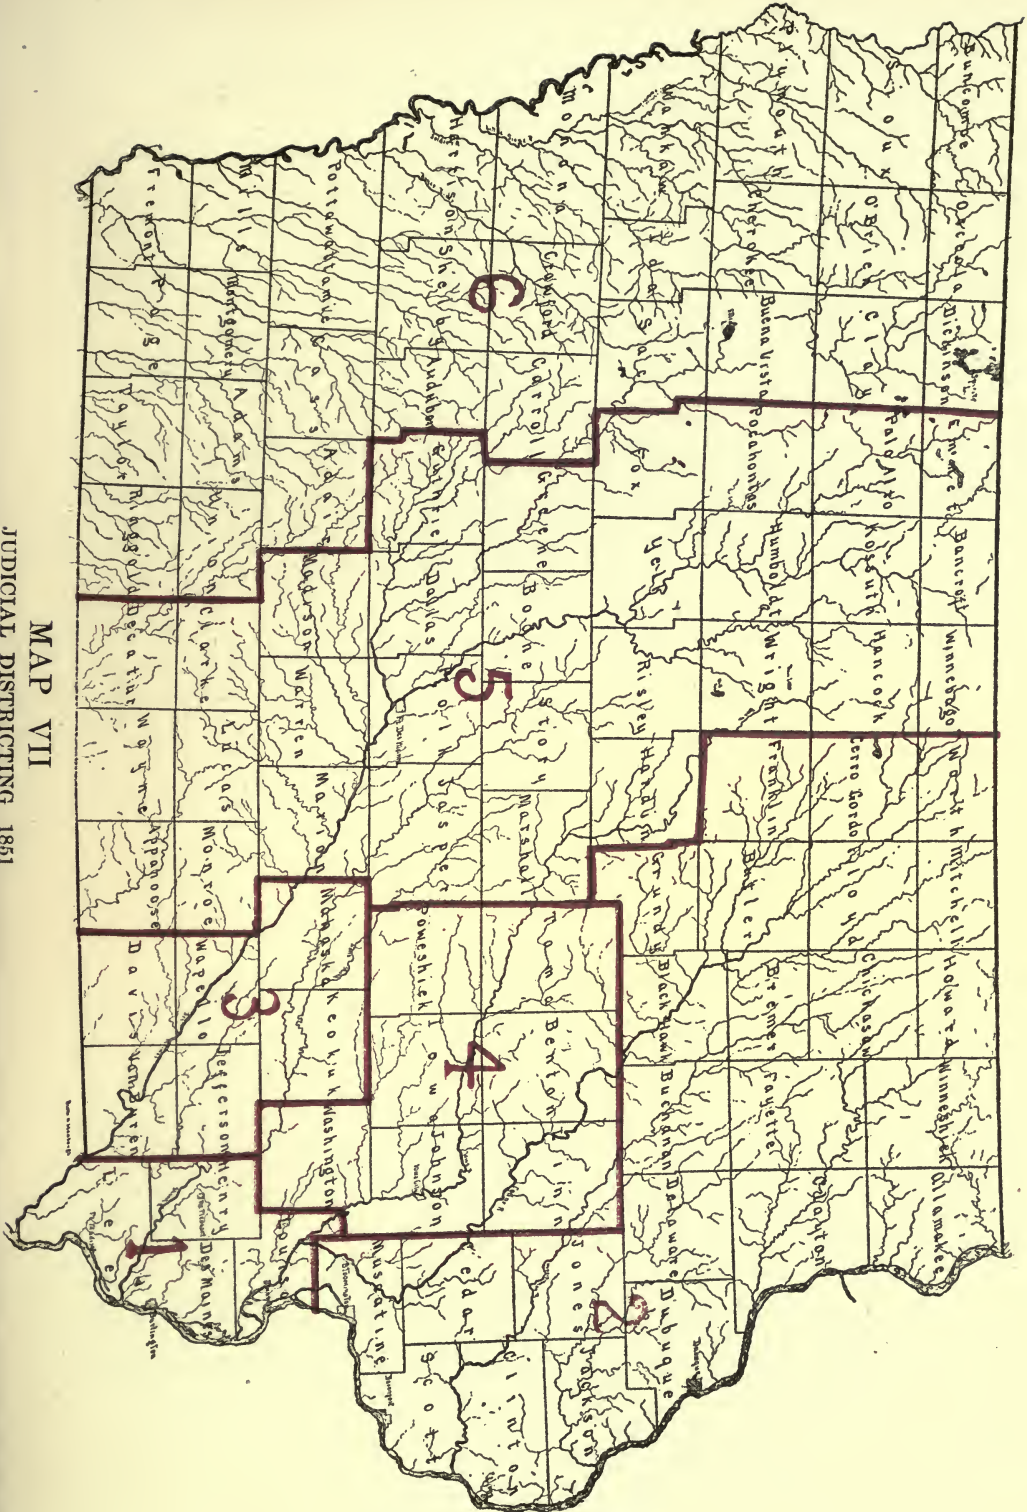 Buncombe
Osceola
Dickinson
Emmett
Bancroft
Winnebago
Worth
Mitchell
Howard
Winneshiek
Allamakee
Sioux
O'Brien
Clay
Palo Alto
Kossuth
Hancock
Cerro Gordo
Floyd
Chickasaw
Fayette
Clayton
Plymouth
Cherokee
Buena Vista
Pocahontas
Humboldt
Wright
Franklin
Butler
Bremer
Wahkaw
Ida
Sac
Fox
Yell
Risley
Hardin
Grundy
Black Hawk
Buchanan
Delaware
Dubuque
Monona
Crawford
Carroll
Greene
Boone
Story
Marshall
Tama
Benton
Linn
Jones
Jackson
Harrison
Shelby
Audubon
Guthrie
Dallas
Polk
Jasper
Poweshiek
Iowa
Johnson
Cedar
Clinton
Scott
Muscatine
Pottawattamie
Cass
Adair
Madison
Warren
Marion
Mahaska
Keokuk
Washington
Louisa
Mills
Montgomery
Adams
Union
Clarke
Lucas
Monroe
Wapello
Jefferson
Henry
Des Moines
Burlington
Fremont
Page
Taylor
Ringgold
Decatur
Wayne
Appanoose
Davis
Van Buren
Lee
6
5
4
3
2
1
MAP VII
JUDICIAL DISTRICTING 1851